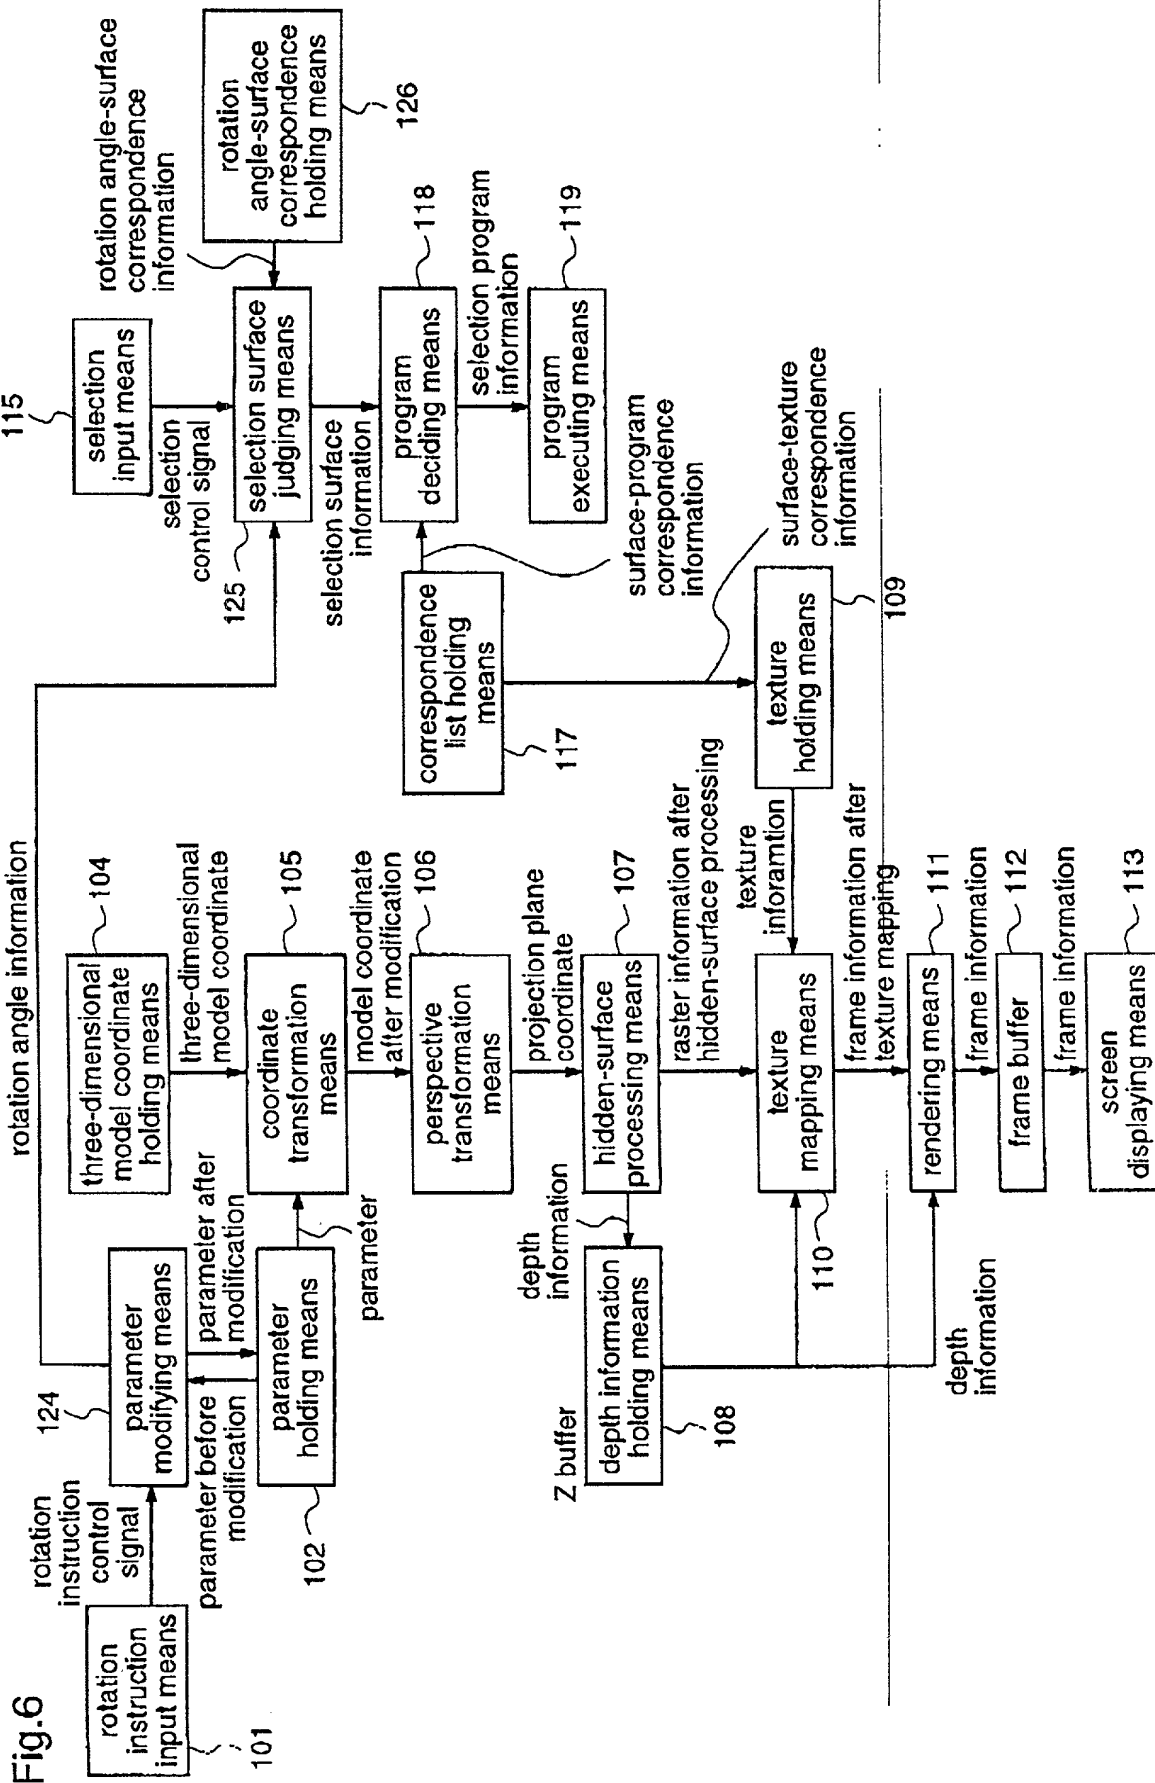 Fig.6
rotation
instruction
input means
101
rotation
instruction
control
signal
124
parameter
modifying means
rotation angle information
parameter before
modification
parameter after
modification
parameter
holding means
102
parameter
three-dimensional
model coordinate
holding means
104
three-dimensional
model coordinate
coordinate
transformation
means
105
model coordinate
after modification
perspective
transformation
means
106
projection plane
coordinate
hidden-surface
processing means
107
depth
information
Z buffer
depth information
holding means
108
raster information after
hidden-surface processing
texture
mapping means
110
texture
inforamtion
texture
holding means
109
frame information after
texture mapping
rendering means
111
depth
information
frame information
frame buffer
112
frame information
screen
displaying means
113
115
selection
input means
selection
control signal
rotation angle-surface
correspondence
information
rotation
angle-surface
correspondence
holding means
126
selection surface
judging means
125
selection surface
information
program
deciding means
118
correspondence
list holding
means
117
surface-program
correspondence
information
selection program
information
program
executing means
119
surface-texture
correspondence
information